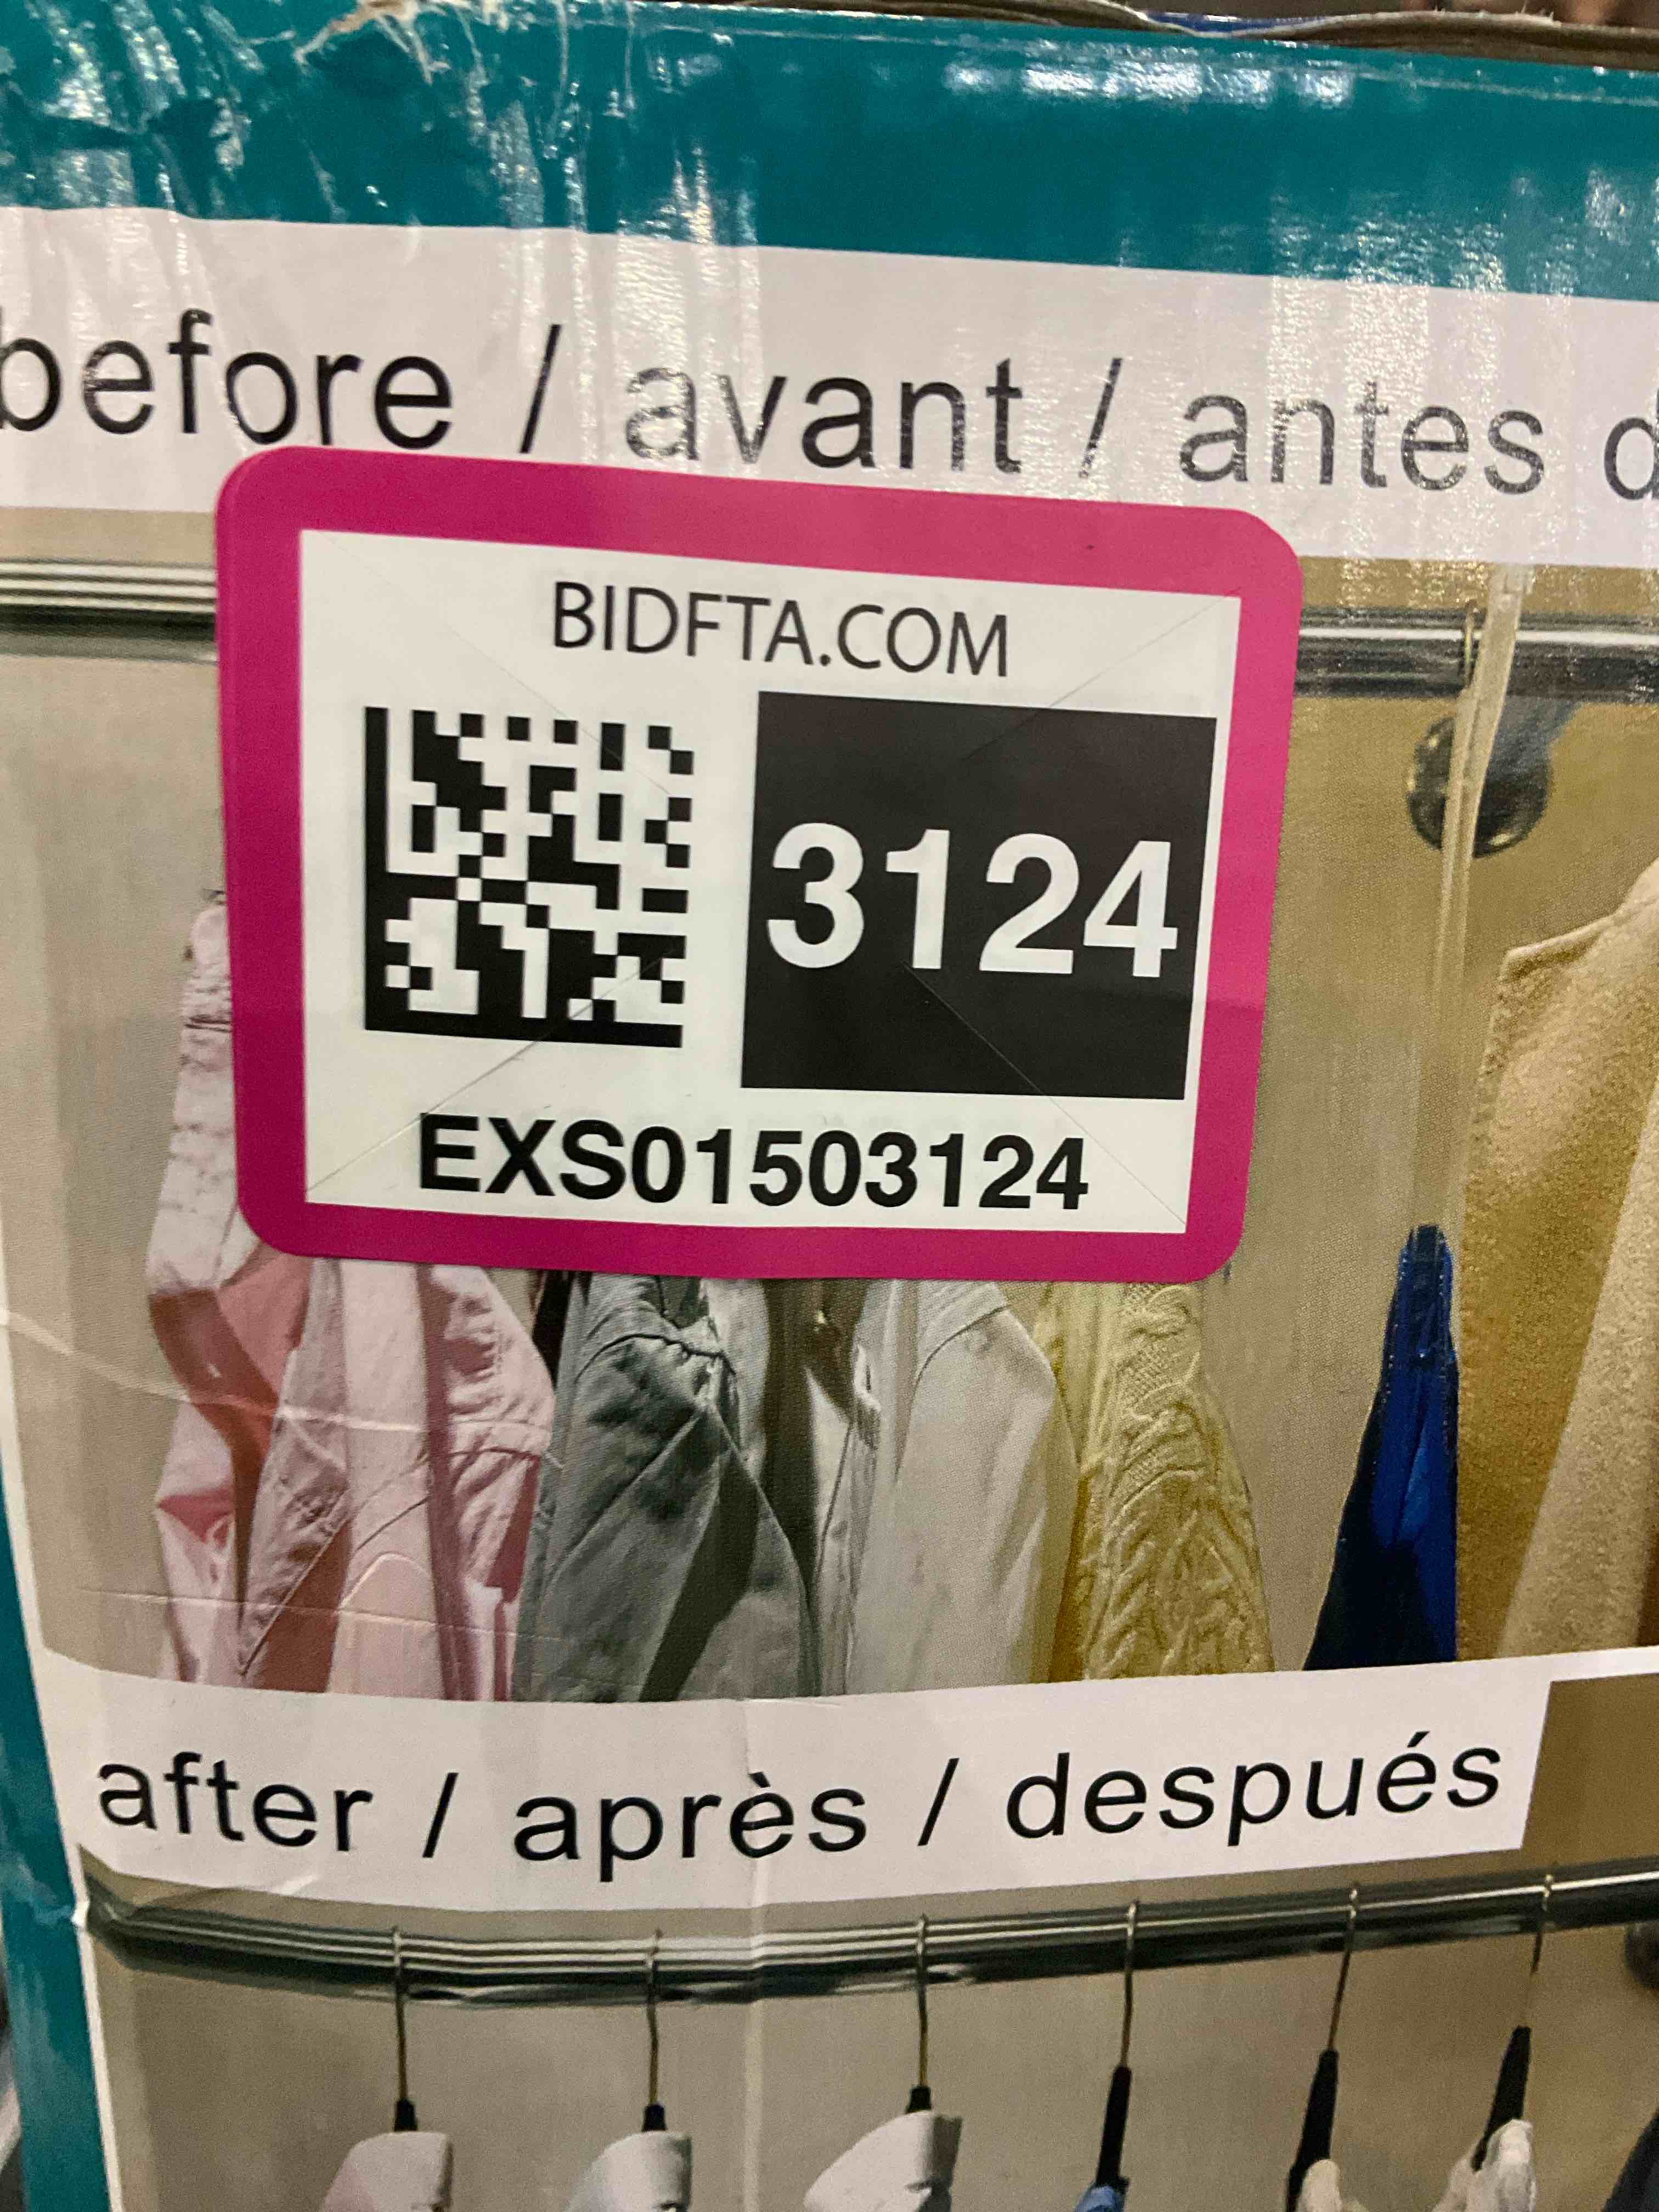 before / avant / antes d
BIDFTA.COM
3124
EXS01503124
after / après / después